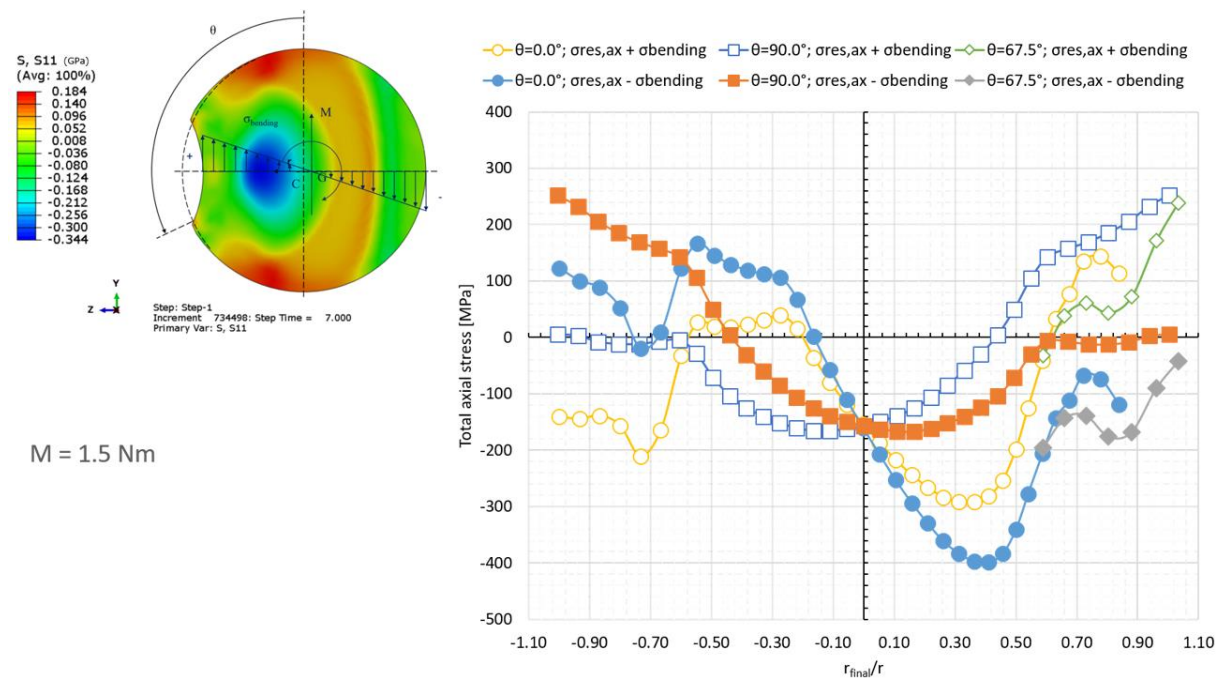 θ
S, S11 (GPa)
(Avg: 100%)
0.184
0.140
0.096
0.052
0.008
-0.036
-0.080
-0.124
-0.168
-0.212
-0.256
-0.300
-0.344
M
σbending
+
r
C
G
-
Y
Z
X
Step: Step-1
Increment 734498: Step Time = 7.000
Primary Var: S, S11
M = 1.5 Nm
θ=0.0°; σres,ax + σbending
θ=90.0°; σres,ax + σbending
θ=67.5°; σres,ax + σbending
θ=0.0°; σres,ax - σbending
θ=90.0°; σres,ax - σbending
θ=67.5°; σres,ax - σbending
Total axial stress [MPa]
400
300
200
100
0
-100
-200
-300
-400
-500
-1.10 -0.90 -0.70 -0.50 -0.30 -0.10 0.10 0.30 0.50 0.70 0.90 1.10
rfinal/r